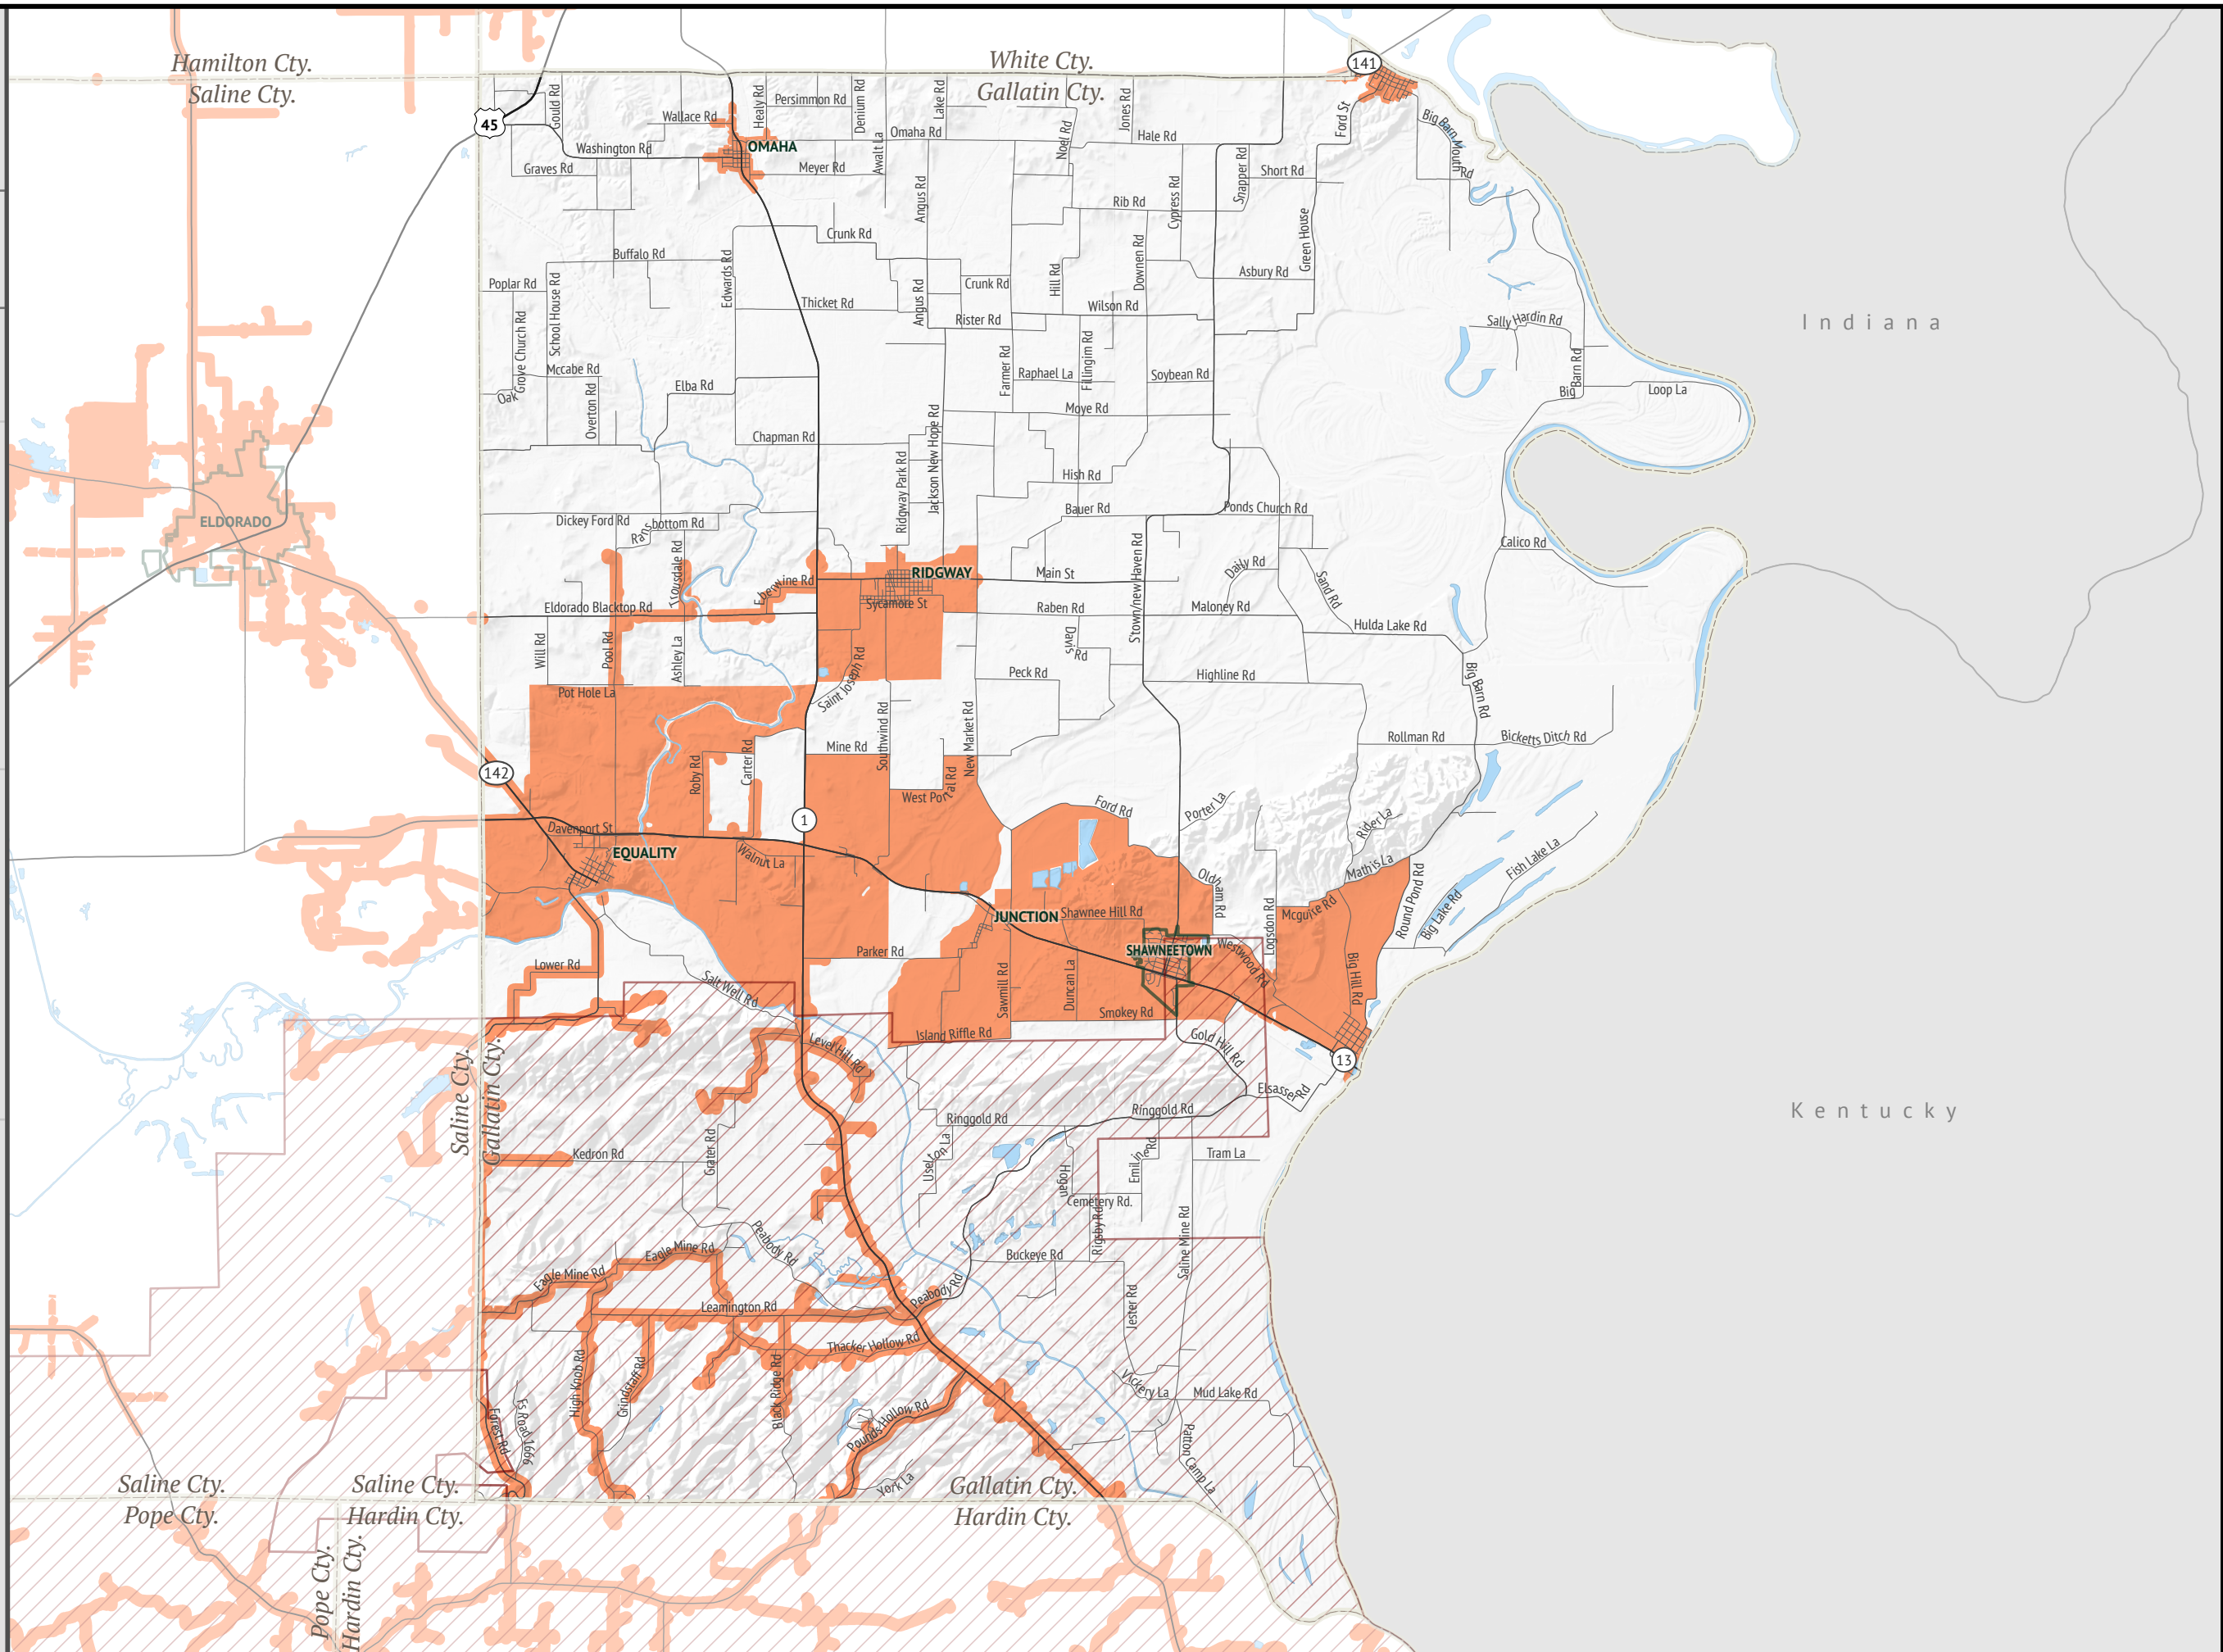 Hamilton Cty.
Saline Cty.
White Cty.
Gallatin Cty.
141
45
Gould Rd
Wallace Rd
Healy Rd
Persimmon Rd
Denium Rd
Lake Rd
Jones Rd
Ford St
Big Barn Mouth Rd
Washington Rd
OMAHA
Omaha Rd
Awalt La
Noel Rd
Hale Rd
Graves Rd
Meyer Rd
Angus Rd
Snapper Rd
Short Rd
Rib Rd
Cypress Rd
Green House
Crunk Rd
Buffalo Rd
Edwards Rd
Downen Rd
Asbury Rd
Poplar Rd
School House Rd
Crunk Rd
Hill Rd
Thicket Rd
Angus Rd
Wilson Rd
Rister Rd
Sally Hardin Rd
Indiana
Oak Grove Church Rd
Mccabe Rd
Elba Rd
Overton Rd
Farmer Rd
Raphael La
Fillingim Rd
Soybean Rd
Big Barn Rd
Loop La
Moye Rd
Chapman Rd
Jackson New Hope Rd
Ridgway Park Rd
Hish Rd
Bauer Rd
Ponds Church Rd
ELDORADO
Dickey Ford Rd
Ransbottom Rd
Calico Rd
Trousdale Rd
Eberwine Rd
RIDGWAY
Main St
S'town/new Haven Rd
Daily Rd
Sand Rd
Eldorado Blacktop Rd
Sycamore St
Raben Rd
Maloney Rd
Hulda Lake Rd
Will Rd
Pool Rd
Ashley La
Saint Joseph Rd
Davis Rd
Peck Rd
Highline Rd
Big Barn Rd
Pot Hole La
Southwind Rd
New Market Rd
Mine Rd
Rollman Rd
Bicketts Ditch Rd
142
Roby Rd
Carter Rd
West Portal Rd
Ford Rd
Porter La
1
Davenport St
Rider La
EQUALITY
Walnut La
Mathis La
Fish Lake La
Oldham Rd
Round Pond Rd
Big Lake Rd
JUNCTION
Shawnee Hill Rd
Logsdon Rd
Mcguire Rd
Parker Rd
SHAWNEETOWN
Westwood Rd
Big Hill Rd
Lower Rd
Salt Well Rd
Sawmill Rd
Duncan La
Smokey Rd
Island Riffle Rd
Gold Hill Rd
13
Saline Cty.
Gallatin Cty.
Level Hill Rd
Elsasser Rd
Ringgold Rd
Ringgold Rd
Kentucky
Kedron Rd
Grater Rd
Uselton La
Hogan
Emiline Rd
Tram La
Cemetery Rd.
Rigsby Rd
Saline Mine Rd
Peabody Rd
Eagle Mine Rd
Eagle Mine Rd
Buckeye Rd
Leamington Rd
Peabody Rd
Jester Rd
Thacker Hollow Rd
High Knob Rd
Grindstaff Rd
Black Ridge Rd
Vickery La
Mud Lake Rd
Forest Rd
Fs Road 1666
Pounds Hollow Rd
York La
Patton Camp La
Saline Cty.
Pope Cty.
Saline Cty.
Hardin Cty.
Gallatin Cty.
Hardin Cty.
Pope Cty.
Hardin Cty.